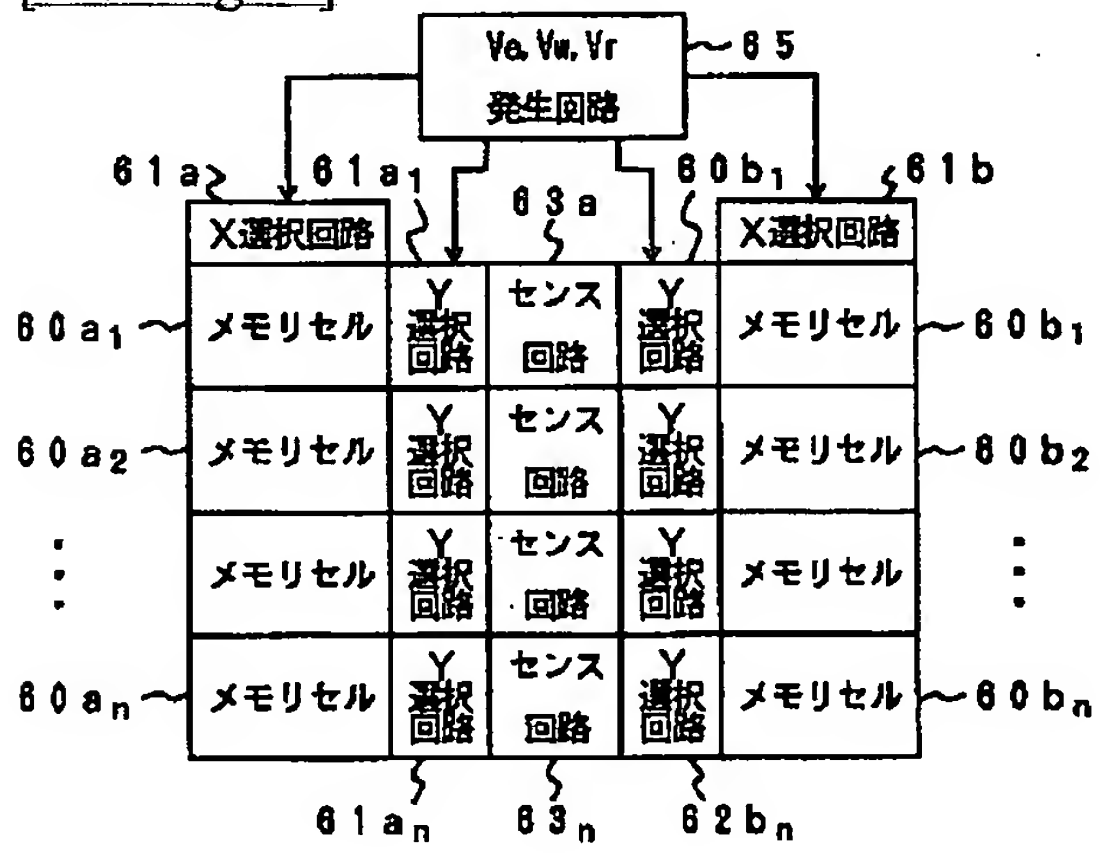 Ve, Vw, Vr
発生回路
65
61a
61a1
63a
60b1
61b
X選択回路
X選択回路
60a1
メモリセル
Y
選択
回路
センス
回路
Y
選択
回路
メモリセル
60b1
60a2
メモリセル
Y
選択
回路
センス
回路
Y
選択
回路
メモリセル
60b2
メモリセル
Y
選択
回路
センス
回路
Y
選択
回路
メモリセル
60an
メモリセル
Y
選択
回路
センス
回路
Y
選択
回路
メモリセル
60bn
61an
63n
62bn